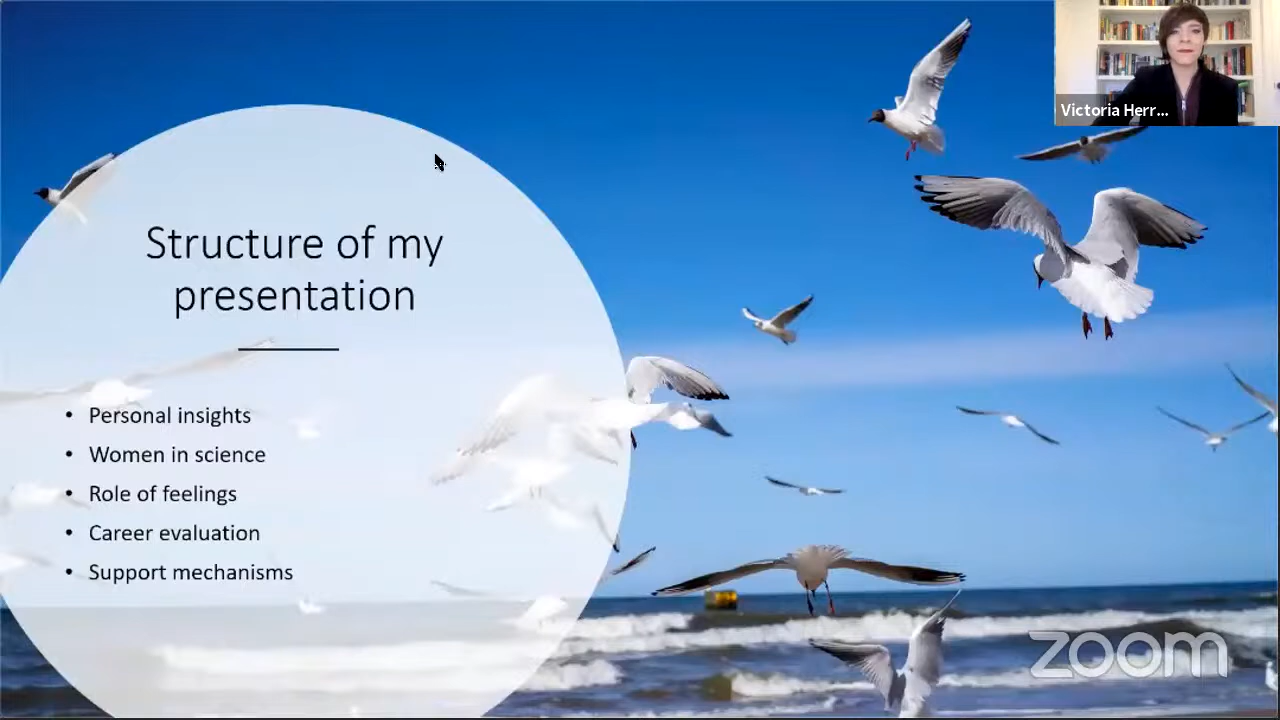 Victoria Herr...
Structure of my
presentation
• Personal insights
• Women in science
• Role of feelings
• Career evaluation
• Support mechanisms
zoom